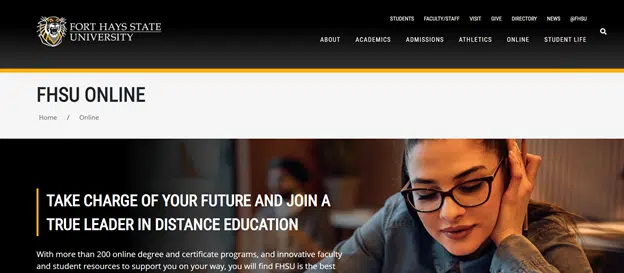 STUDENTS FACULTY/STAFF VISIT GIVE DIRECTORY NEWS @FHSU
FORT HAYS STATE
UNIVERSITY
ABOUT ACADEMICS ADMISSIONS ATHLETICS ONLINE STUDENT LIFE
FHSU ONLINE
Home / Online
TAKE CHARGE OF YOUR FUTURE AND JOIN A
TRUE LEADER IN DISTANCE EDUCATION
With more than 200 online degree and certificate programs, and innovative faculty
and student resources to support you on your way, you will find FHSU is the best